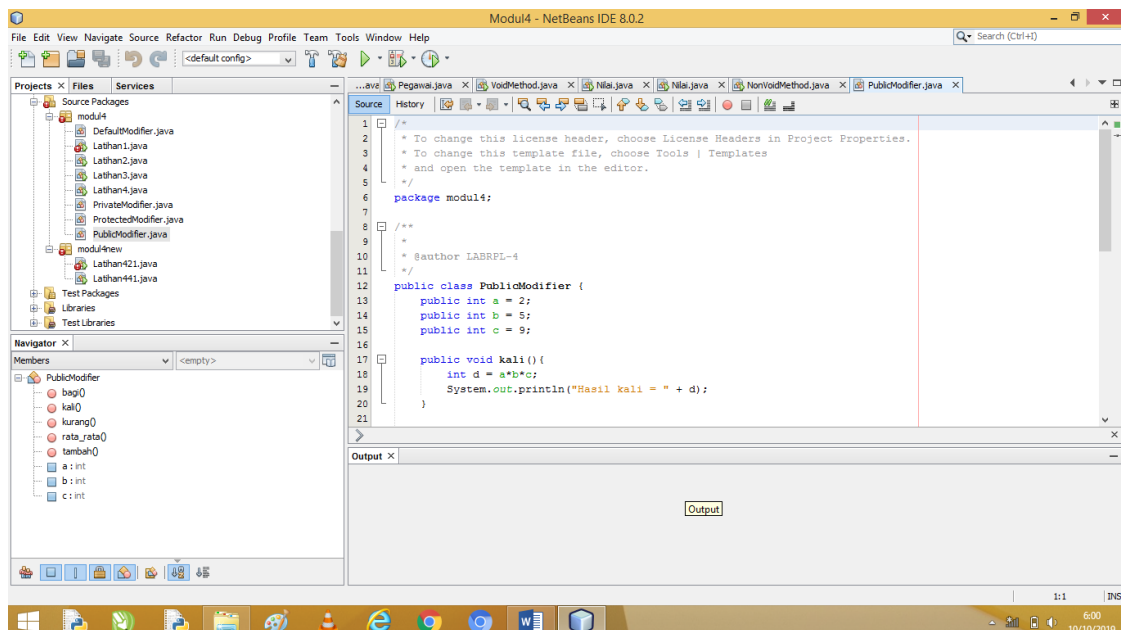 Modul4 - NetBeans IDE 8.0.2
File Edit View Navigate Source Refactor Run Debug Profile Team Tools Window Help
Search (Ctrl+I)
<default config>
Projects Files Services
Source Packages
modul4
DefaultModifier.java
Latihan1.java
Latihan2.java
Latihan3.java
Latihan4.java
PrivateModifier.java
ProtectedModifier.java
PublicModifier.java
modul4new
Latihan421.java
Latihan441.java
Test Packages
Libraries
Test Libraries
Navigator
Members <empty>
PublicModifier
bagi()
kali()
kurang()
rata_rata()
tambah()
a : int
b : int
c : int
...ava Pegawai.java VoidMethod.java Nilai.java Nilai.java NonVoidMethod.java PublicModifier.java
Source History
1 /*
2 * To change this license header, choose License Headers in Project Properties.
3 * To change this template file, choose Tools | Templates
4 * and open the template in the editor.
5 */
6 package modul4;
7
8 /**
9 *
10 * @author LABRPL-4
11 */
12 public class PublicModifier {
13 public int a = 2;
14 public int b = 5;
15 public int c = 9;
16
17 public void kali(){
18 int d = a*b*c;
19 System.out.println("Hasil kali = " + d);
20 }
21
Output
Output
1:1 INS
6:00
10/10/2019